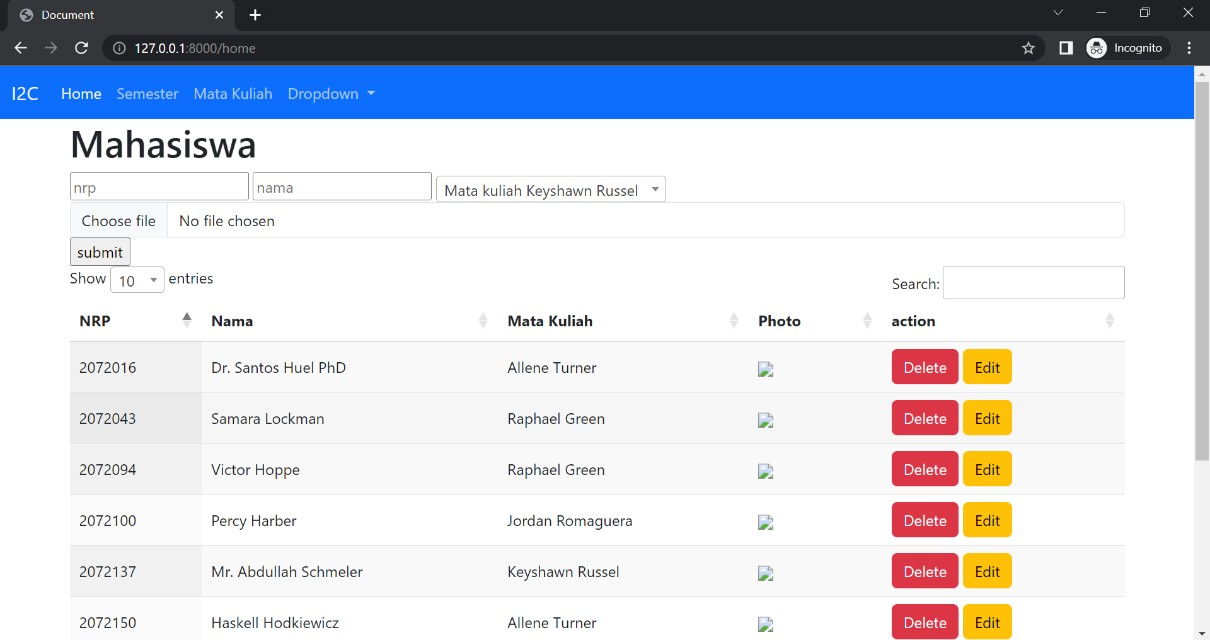 Document
127.0.0.1:8000/home
Incognito
I2C Home Semester Mata Kuliah Dropdown
Mahasiswa
nrp nama Mata kuliah Keyshawn Russel
Choose file No file chosen
submit
Show 10 entries Search:
NRP Nama Mata Kuliah Photo action
2072016 Dr. Santos Huel PhD Allene Turner Delete Edit
2072043 Samara Lockman Raphael Green Delete Edit
2072094 Victor Hoppe Raphael Green Delete Edit
2072100 Percy Harber Jordan Romaguera Delete Edit
2072137 Mr. Abdullah Schmeler Keyshawn Russel Delete Edit
2072150 Haskell Hodkiewicz Allene Turner Delete Edit